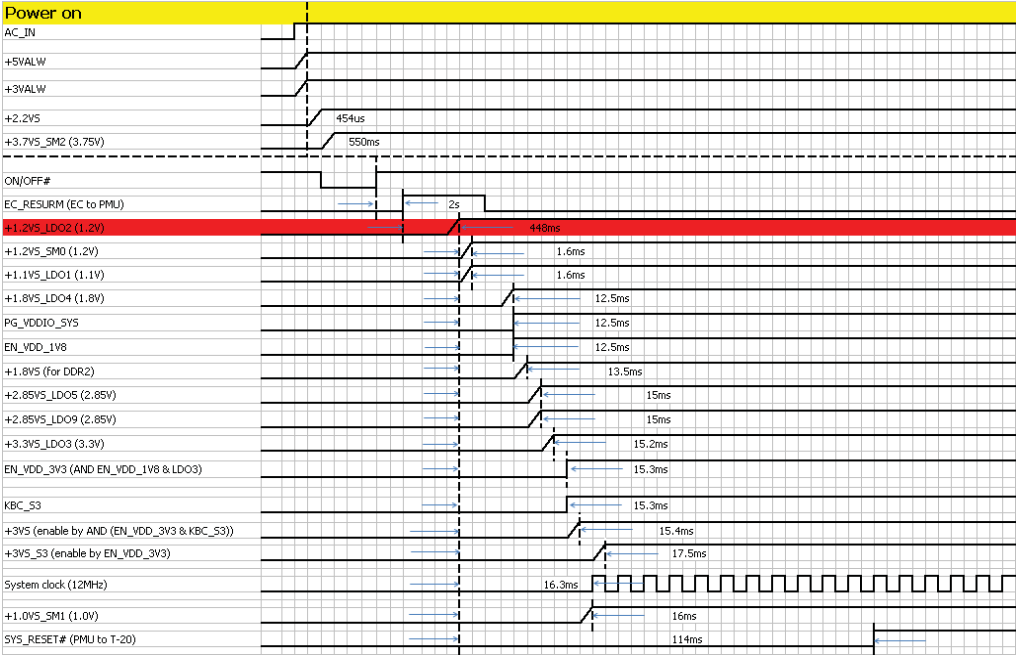 Power on
AC_IN
+5VALW
+3VALW
+2.2VS 454us
+3.7VS_SM2 (3.75V) 550ms
ON/OFF#
EC_RESURM (EC to PMU) 2s
+1.2VS_LDO2 (1.2V) 448ms
+1.2VS_SM0 (1.2V) 1.6ms
+1.1VS_LDO1 (1.1V) 1.6ms
+1.8VS_LDO4 (1.8V) 12.5ms
PG_VDDIO_SYS 12.5ms
EN_VDD_1V8 12.5ms
+1.8VS (for DDR2) 13.5ms
+2.85VS_LDO5 (2.85V) 15ms
+2.85VS_LDO9 (2.85V) 15ms
+3.3VS_LDO3 (3.3V) 15.2ms
EN_VDD_3V3 (AND EN_VDD_1V8 & LDO3) 15.3ms
KBC_S3 15.3ms
+3VS (enable by AND (EN_VDD_3V3 & KBC_S3)) 15.4ms
+3VS_S3 (enable by EN_VDD_3V3) 17.5ms
System clock (12MHz) 16.3ms
+1.0VS_SM1 (1.0V) 16ms
SYS_RESET# (PMU to T-20) 114ms